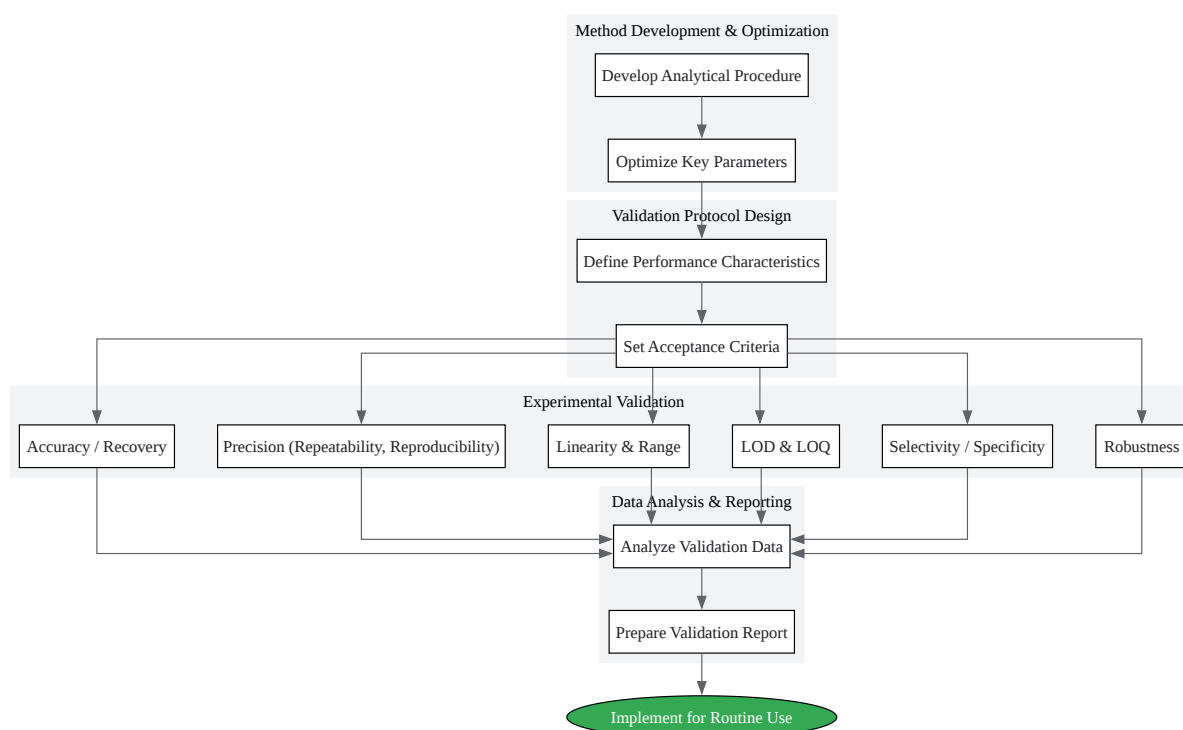 Method Development & Optimization
Develop Analytical Procedure
Optimize Key Parameters
Validation Protocol Design
Define Performance Characteristics
Set Acceptance Criteria
Experimental Validation
Accuracy / Recovery
Precision (Repeatability, Reproducibility)
Linearity & Range
LOD & LOQ
Selectivity / Specificity
Robustness
Data Analysis & Reporting
Analyze Validation Data
Prepare Validation Report
Implement for Routine Use